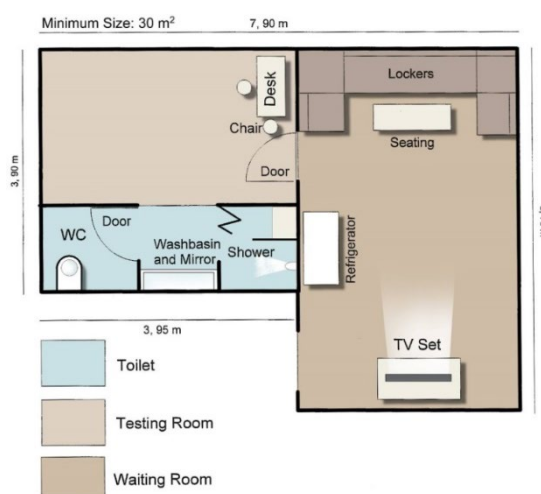 Minimum Size: 30 m²
7, 90 m
3, 90 m
Desk
Chair
Door
Lockers
Seating
WC
Door
Washbasin
and Mirror
Shower
Refrigerator
3, 95 m
TV Set
Toilet
Testing Room
Waiting Room